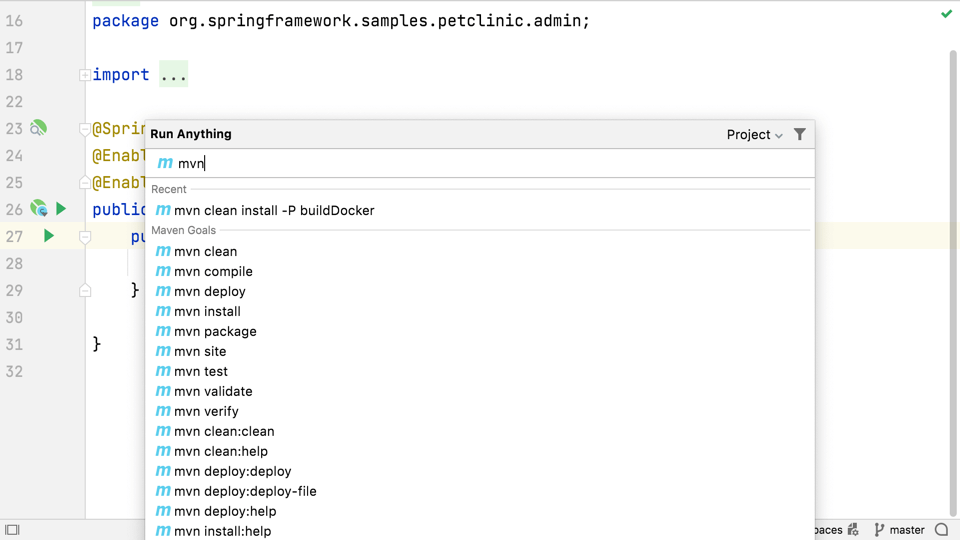 16 package org.springframework.samples.petclinic.admin;
17
18 import ...
22
23 @Spri
24 @Enabl
25 @Enabl
26 public
27 pu
28
29 }
30
31 }
32
Run Anything Project
m mvn
Recent
m mvn clean install -P buildDocker
Maven Goals
m mvn clean
m mvn compile
m mvn deploy
m mvn install
m mvn package
m mvn site
m mvn test
m mvn validate
m mvn verify
m mvn clean:clean
m mvn clean:help
m mvn deploy:deploy
m mvn deploy:deploy-file
m mvn deploy:help
m mvn install:help
paces master